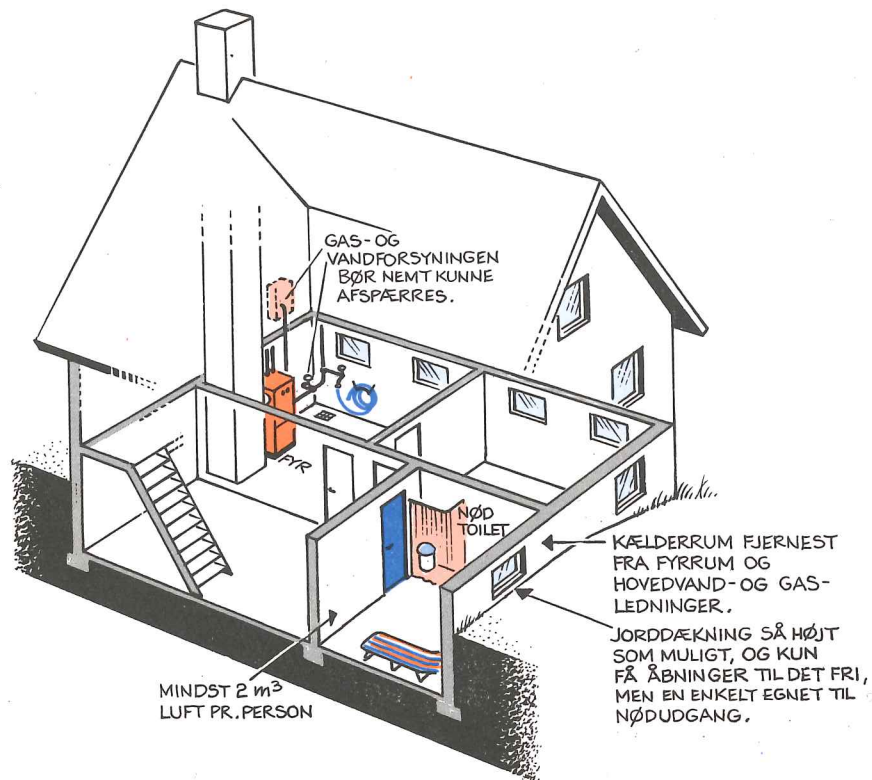 GAS- OG
VANDFORSYNINGEN
BØR NEMT KUNNE
AFSPÆRRES.
FYR
NØD
TOILET
KÆLDERRUM FJERNEST
FRA FYRRUM OG
HOVEDVAND- OG GAS-
LEDNINGER.
JORDDÆKNING SÅ HØJT
SOM MULIGT, OG KUN
FÅ ÅBNINGER TIL DET FRI,
MEN EN ENKELT EGNET TIL
NØDUDGANG.
MINDST 2 m³
LUFT PR. PERSON